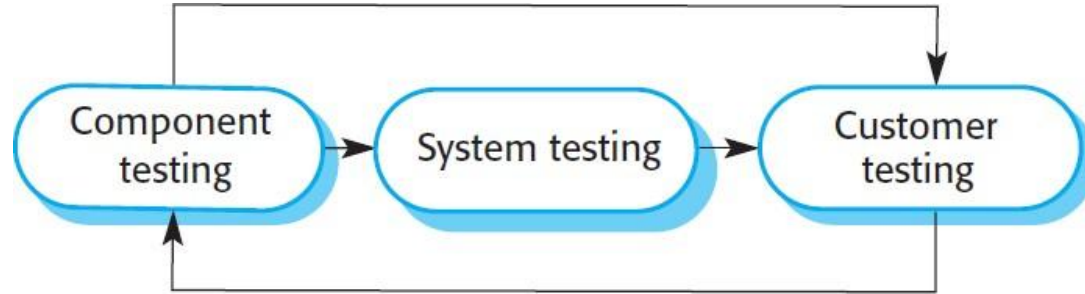 Component
testing
System testing
Customer
testing